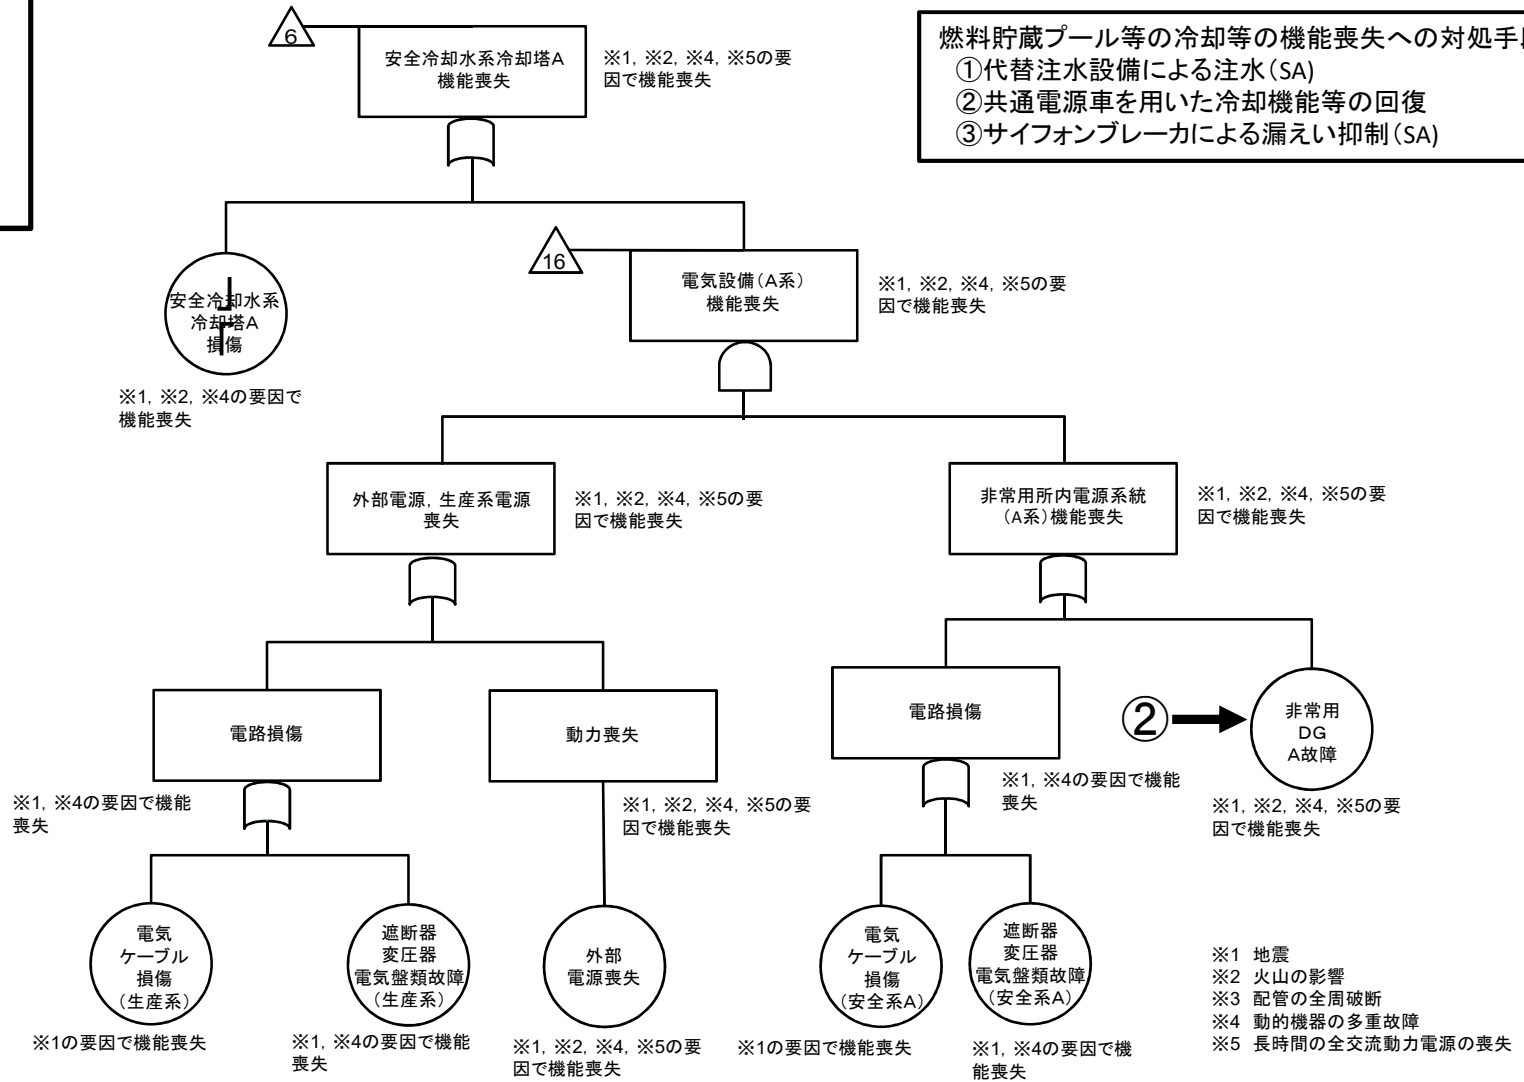 6
安全冷却水系冷却塔A
機能喪失
※1, ※2, ※4, ※5の要
因で機能喪失
燃料貯蔵プール等の冷却等の機能喪失への対処手
①代替注水設備による注水(SA)
②共通電源車を用いた冷却機能等の回復
③サイフォンブレーカによる漏えい抑制(SA)
安全冷却水系
冷却塔A
損傷
※1, ※2, ※4の要因で
機能喪失
16
電気設備(A系)
機能喪失
※1, ※2, ※4, ※5の要
因で機能喪失
外部電源, 生産系電源
喪失
※1, ※2, ※4, ※5の要
因で機能喪失
非常用所内電源系統
(A系)機能喪失
※1, ※2, ※4, ※5の要
因で機能喪失
電路損傷
※1, ※4の要因で機能
喪失
動力喪失
※1, ※2, ※4, ※5の要
因で機能喪失
電路損傷
※1, ※4の要因で機能
喪失
②
非常用
DG
A故障
※1, ※2, ※4, ※5の要
因で機能喪失
電気
ケーブル
損傷
(生産系)
※1の要因で機能喪失
遮断器
変圧器
電気盤類故障
(生産系)
※1, ※4の要因で機能
喪失
外部
電源喪失
※1, ※2, ※4, ※5の要
因で機能喪失
電気
ケーブル
損傷
(安全系A)
※1の要因で機能喪失
遮断器
変圧器
電気盤類故障
(安全系A)
※1, ※4の要因で機
能喪失
※1 地震
※2 火山の影響
※3 配管の全周破断
※4 動的機器の多重故障
※5 長時間の全交流動力電源の喪失